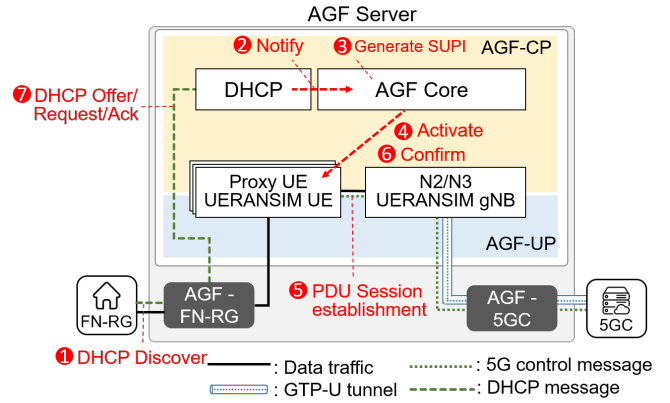 AGF Server
❷ Notify
❸ Generate SUPI
AGF-CP
❼ DHCP Offer/
Request/Ack
DHCP
AGF Core
❹ Activate
❻ Confirm
Proxy UE
UERANSIM UE
N2/N3
UERANSIM gNB
AGF-UP
FN-RG
AGF -
FN-RG
❺ PDU Session
establishment
AGF -
5GC
5GC
❶ DHCP Discover
: Data traffic
: 5G control message
: GTP-U tunnel
: DHCP message